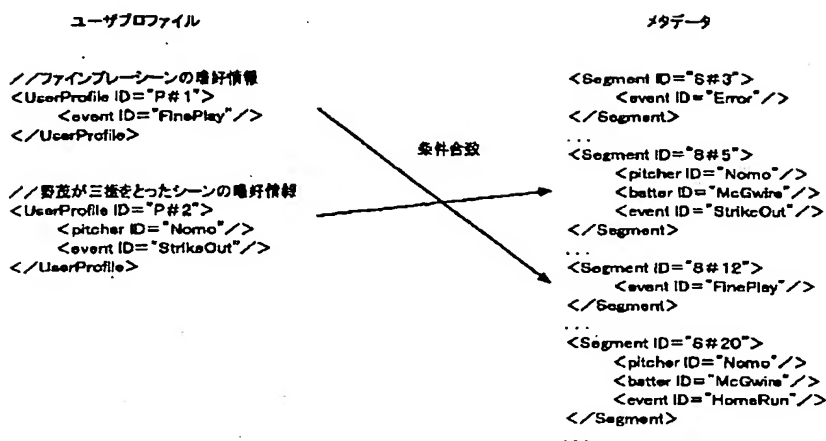 ユーザプロファイル
//ファインプレーシーンの嗜好情報
<UserProfile ID="P#1">
<event ID="FinePlay"/>
</UserProfile>
//野茂が三振をとったシーンの嗜好情報
<UserProfile ID="P#2">
<pitcher ID="Nomo"/>
<event ID="StrikeOut"/>
</UserProfile>
条件合致
メタデータ
<Segment ID="S#3">
<event ID="Error"/>
</Segment>
...
<Segment ID="S#5">
<pitcher ID="Nomo"/>
<batter ID="McGwire"/>
<event ID="StrikeOut"/>
</Segment>
...
<Segment ID="S#12">
<event ID="FinePlay"/>
</Segment>
...
<Segment ID="S#20">
<pitcher ID="Nomo"/>
<batter ID="McGwire"/>
<event ID="HomeRun"/>
</Segment>
...